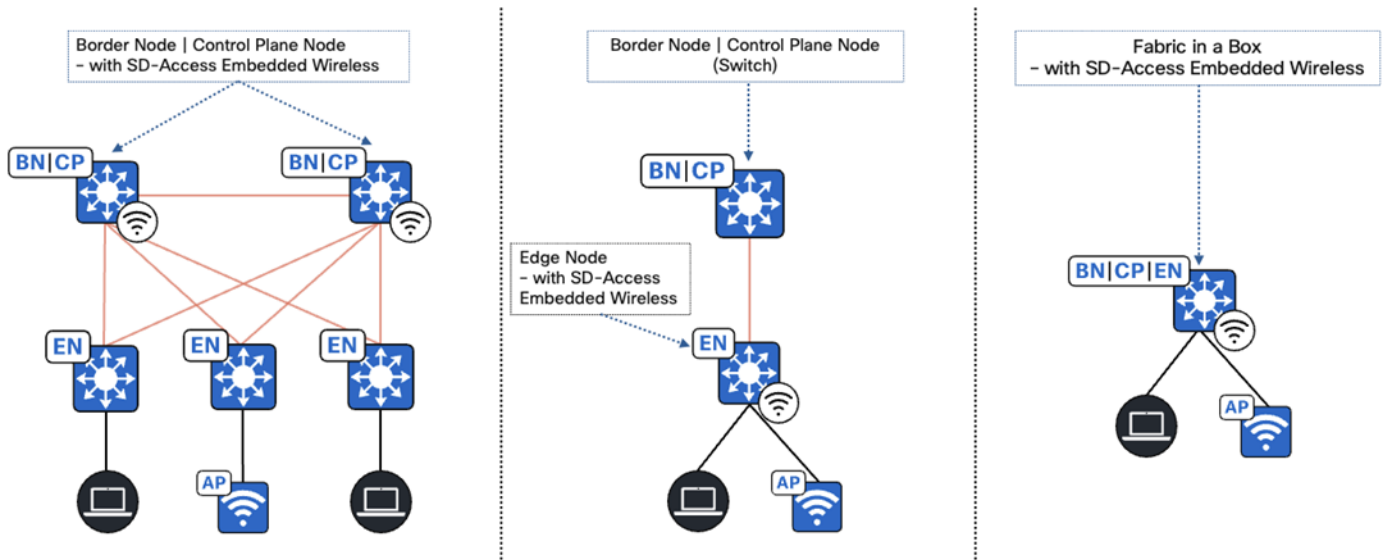 Border Node | Control Plane Node
– with SD-Access Embedded Wireless
BN|CP
BN|CP
EN
EN
EN
AP
Border Node | Control Plane Node
(Switch)
BN|CP
Edge Node
– with SD-Access
Embedded Wireless
EN
AP
Fabric in a Box
– with SD-Access Embedded Wireless
BN|CP|EN
AP